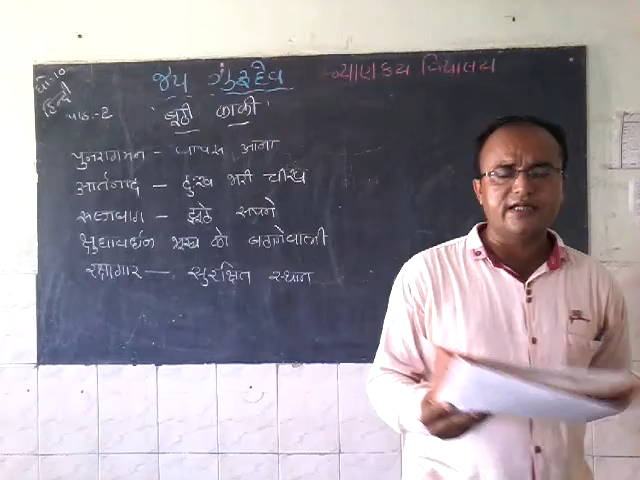 धो.-10
हिन्दी
जय गुरुदेव
चाणक्य विद्यालय
पाठ-2 'बूढ़ी काकी'
पुनरागमन - वापस आना
आर्तनाद - दुःख भरी चीख
सब्जबाग - झूठे सपने
क्षुधावर्धन भूख को बढ़ानेवाली
रक्षागार - सुरक्षित स्थान